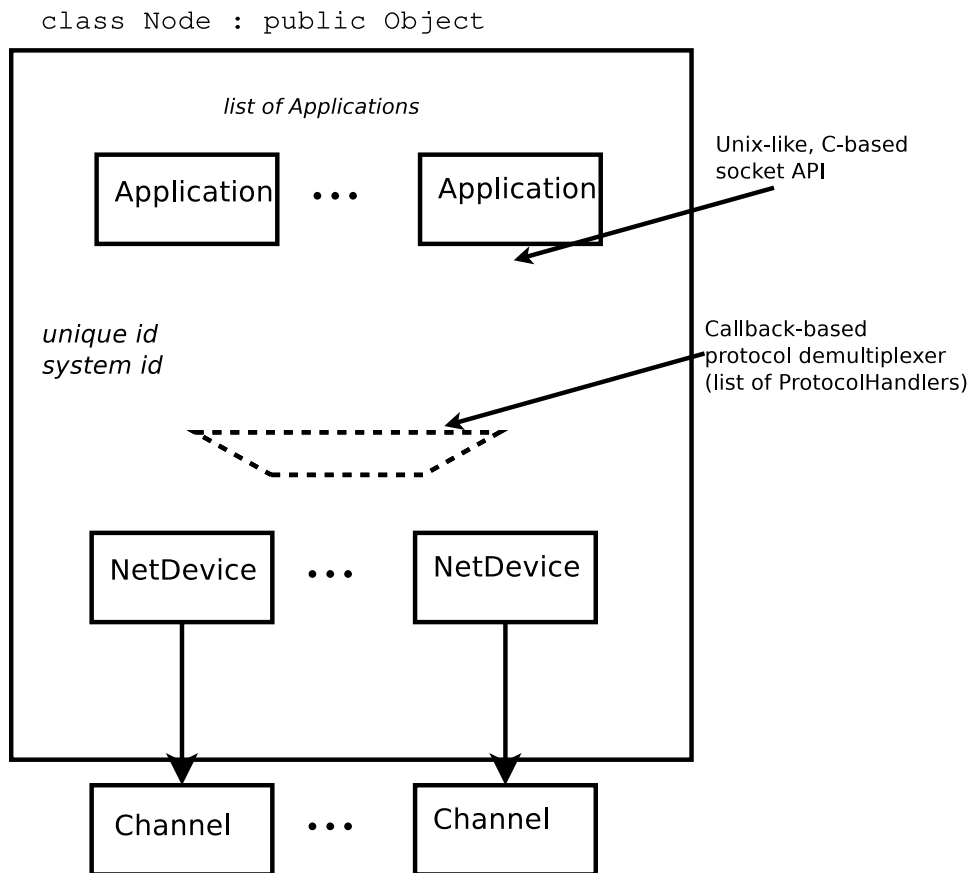 class Node : public Object
list of Applications
Application ... Application
Unix-like, C-based
socket API
unique id
system id
Callback-based
protocol demultiplexer
(list of ProtocolHandlers)
NetDevice ... NetDevice
Channel ... Channel